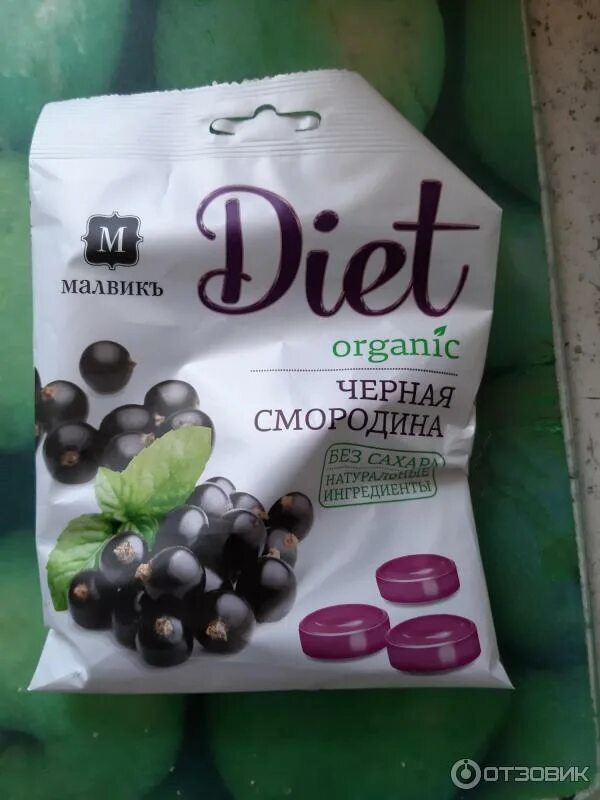 Diet
М
МАЛВИКЪ
organic
ЧЕРНАЯ
СМОРОДИНА
БЕЗ САХАРА
НАТУРАЛЬНЫЕ
ИНГРЕДИЕНТЫ
ОТЗОВИК